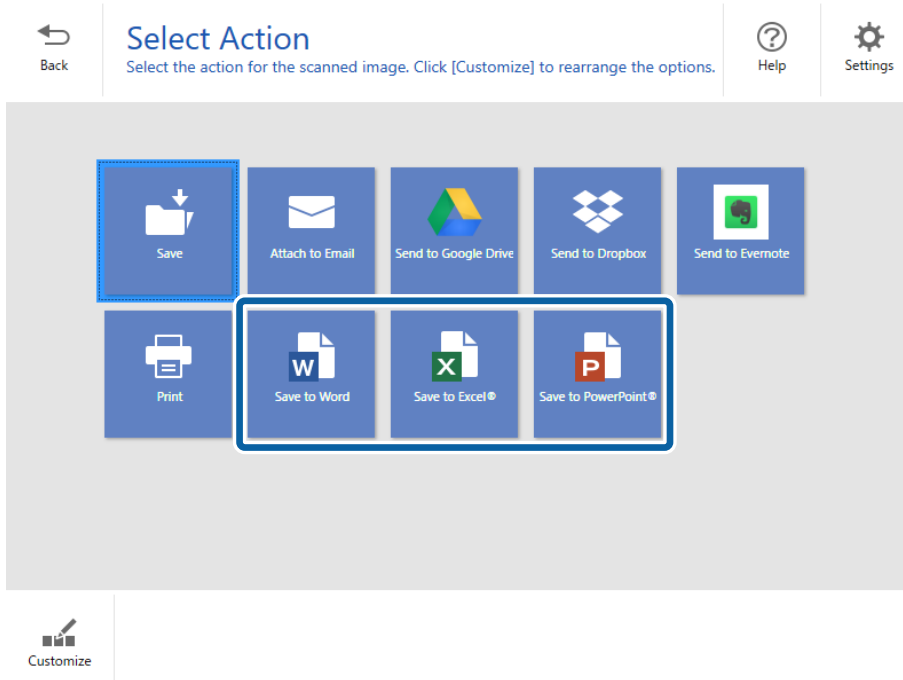 Select Action
Select the action for the scanned image. Click [Customize] to rearrange the options.
Back
Help
Settings
Save
Attach to Email
Send to Google Drive
Send to Dropbox
Send to Evernote
Print
W
Save to Word
X
Save to Excel®
P
Save to PowerPoint®
Customize